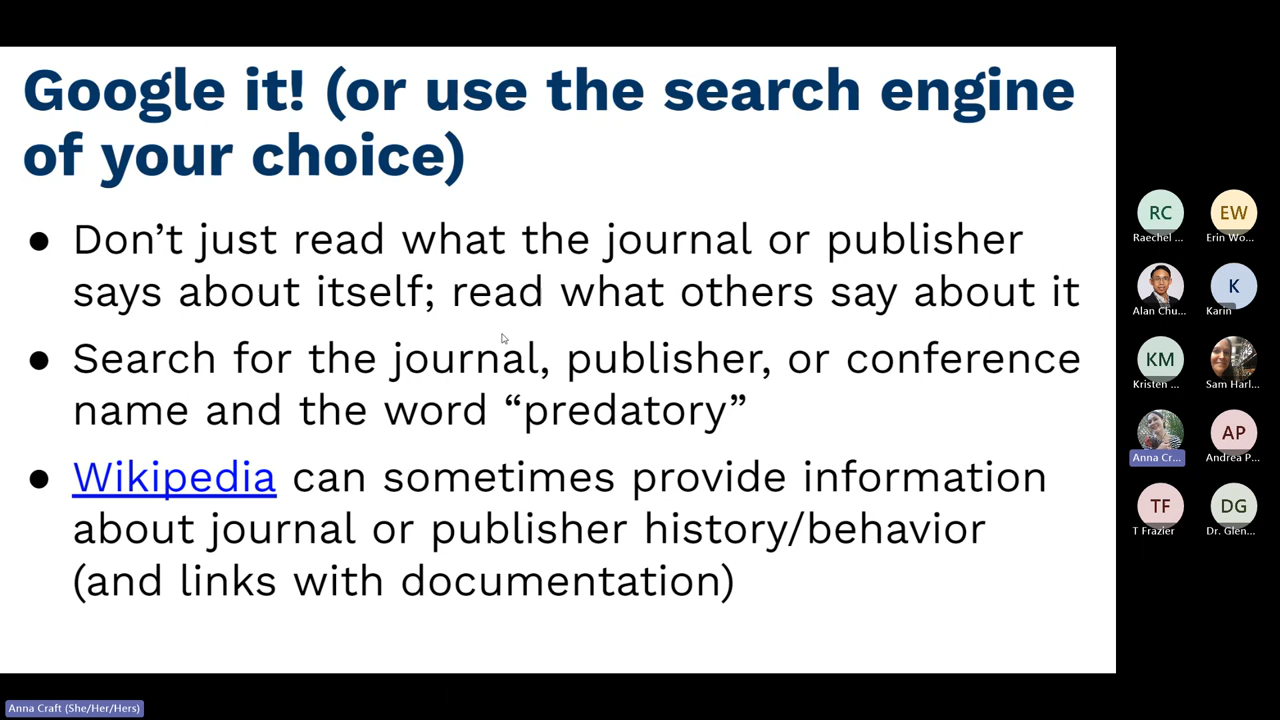 Google it! (or use the search engine
of your choice)
● Don’t just read what the journal or publisher
says about itself; read what others say about it
● Search for the journal, publisher, or conference
name and the word “predatory”
● Wikipedia can sometimes provide information
about journal or publisher history/behavior
(and links with documentation)
RC
Raechel ...
EW
Erin Wo...
Alan Chu...
K
Karin
KM
Kristen ...
Sam Harl...
Anna Cr...
AP
Andrea P...
TF
T Frazier
DG
Dr. Glen...
Anna Craft (She/Her/Hers)